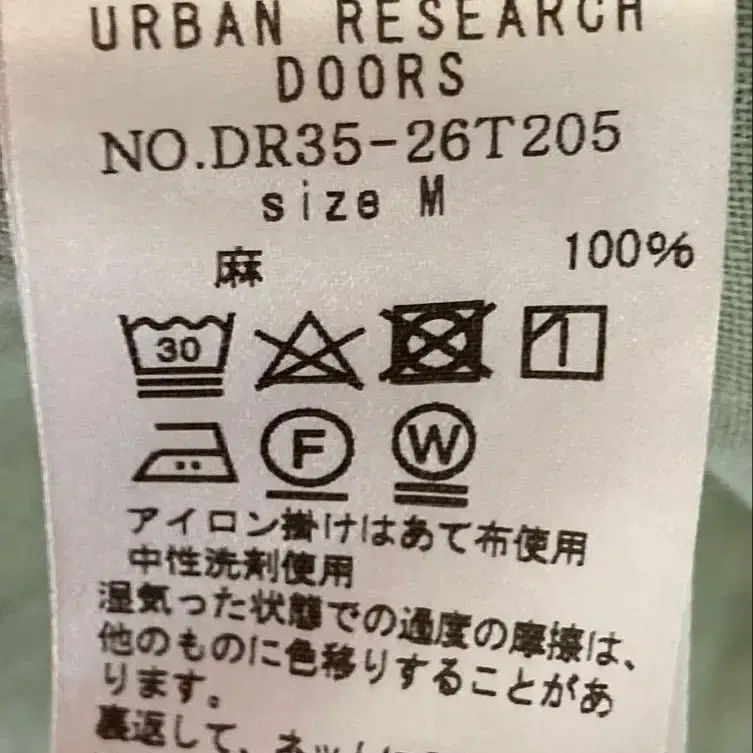 URBAN RESEARCH
DOORS
NO.DR35-26T205
size M
麻 100%
30
F W
アイロン掛けはあて布使用
中性洗剤使用
湿気った状態での過度の摩擦は、
他のものに色移りすることがあ
ります。
裏返して、ネット